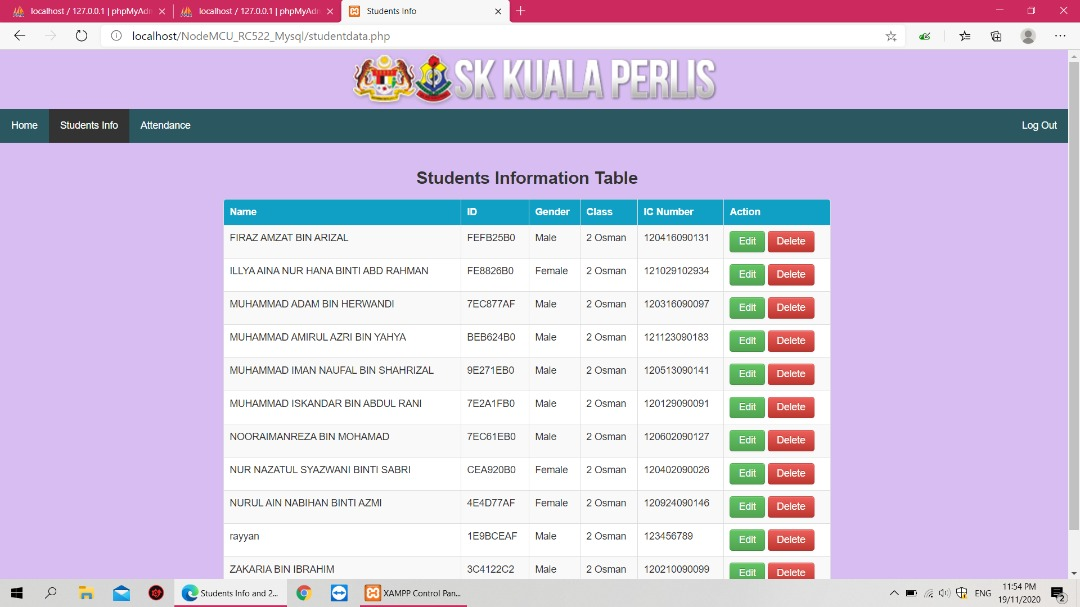 localhost / 127.0.0.1 | phpMyAdm
localhost / 127.0.0.1 | phpMyAdm
Students Info
localhost/NodeMCU_RC522_Mysql/studentdata.php
SK KUALA PERLIS
Home Students Info Attendance Log Out
Students Information Table
Name ID Gender Class IC Number Action
FIRAZ AMZAT BIN ARIZAL FEFB25B0 Male 2 Osman 120416090131 Edit Delete
ILLYA AINA NUR HANA BINTI ABD RAHMAN FE8826B0 Female 2 Osman 121029102934 Edit Delete
MUHAMMAD ADAM BIN HERWANDI 7EC877AF Male 2 Osman 120316090097 Edit Delete
MUHAMMAD AMIRUL AZRI BIN YAHYA BEB624B0 Male 2 Osman 121123090183 Edit Delete
MUHAMMAD IMAN NAUFAL BIN SHAHRIZAL 9E271EB0 Male 2 Osman 120513090141 Edit Delete
MUHAMMAD ISKANDAR BIN ABDUL RANI 7E2A1FB0 Male 2 Osman 120129090091 Edit Delete
NOORAIMANREZA BIN MOHAMAD 7EC61EB0 Male 2 Osman 120602090127 Edit Delete
NUR NAZATUL SYAZWANI BINTI SABRI CEA920B0 Female 2 Osman 120402090026 Edit Delete
NURUL AIN NABIHAN BINTI AZMI 4E4D77AF Female 2 Osman 120924090146 Edit Delete
rayyan 1E9BCEAF Male 2 Osman 123456789 Edit Delete
ZAKARIA BIN IBRAHIM 3C4122C2 Male 2 Osman 120210090099 Edit Delete
Students Info and 2... XAMPP Control Pan... ENG 11:54 PM
19/11/2020 2